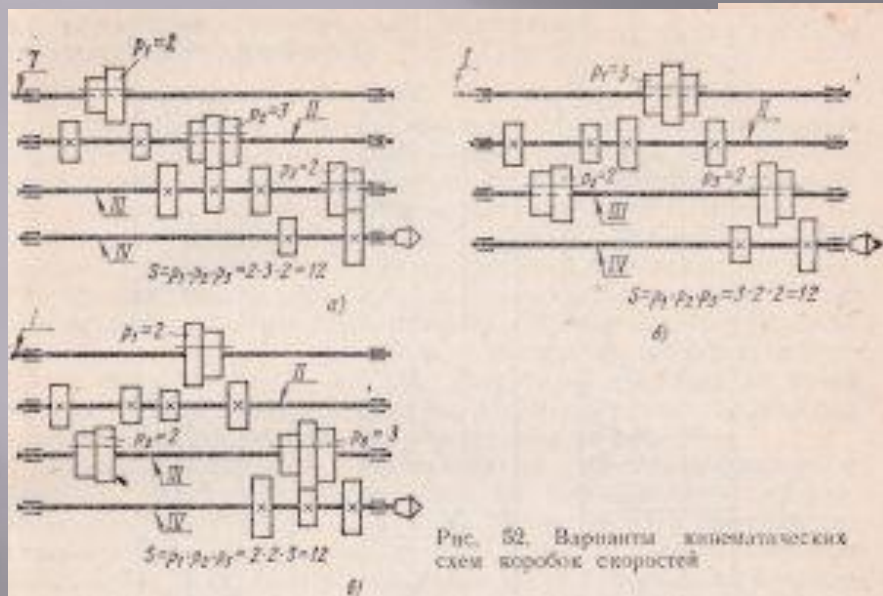 I
p₁=2
p₂=3
II
p₃=2
III
IV
S=p₁·p₂·p₃=2·3·2=12
а)
I
p₁=3
II
p₂=2
p₃=2
III
IV
S=p₁·p₂·p₃=3·2·2=12
б)
I
p₁=2
II
p₂=2
p₃=3
III
IV
S=p₁·p₂·p₃=2·2·3=12
в)
Рис. 52. Варианты кинематических
схем коробок скоростей